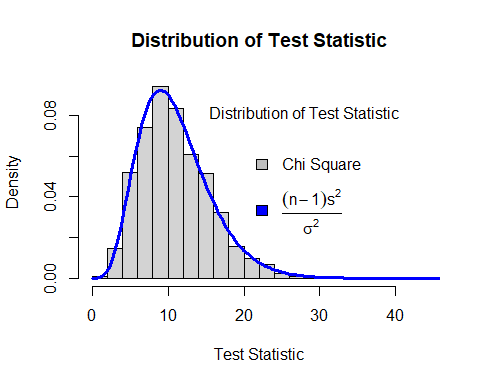 Distribution of Test Statistic
Distribution of Test Statistic
Chi Square
(n−1)s²
σ²
Density
0.00
0.04
0.08
0
10
20
30
40
Test Statistic